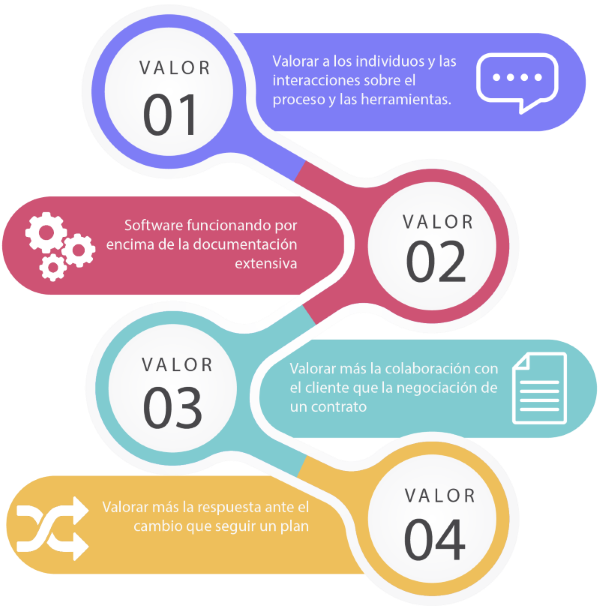 VALOR
01
Valorar a los individuos y las
interacciones sobre el
proceso y las herramientas.
Software funcionando por
encima de la documentación
extensiva
VALOR
02
VALOR
03
Valorar más la colaboración con
el cliente que la negociación de
un contrato
Valorar más la respuesta ante el
cambio que seguir un plan
VALOR
04